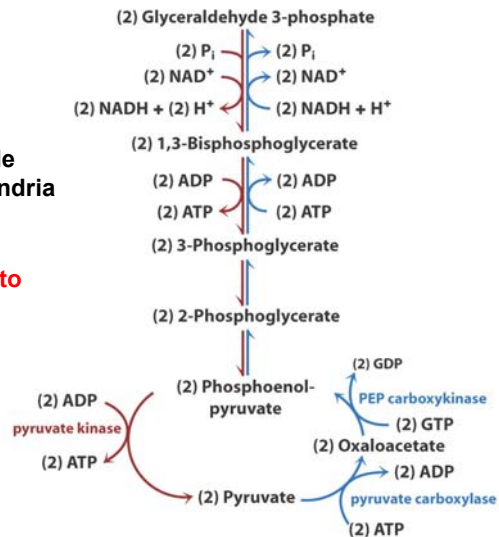 (2) Glyceraldehyde 3-phosphate
(2) Pi (2) Pi
(2) NAD+ (2) NAD+
(2) NADH + (2) H+ (2) NADH + H+
le
ndria
(2) 1,3-Bisphosphoglycerate
(2) ADP (2) ADP
(2) ATP (2) ATP
(2) 3-Phosphoglycerate
to
(2) 2-Phosphoglycerate
(2) GDP
(2) Phosphoenol-
pyruvate
PEP carboxykinase
(2) ADP
(2) GTP
pyruvate kinase
(2) Oxaloacetate
(2) ATP
(2) ADP
(2) Pyruvate
pyruvate carboxylase
(2) ATP